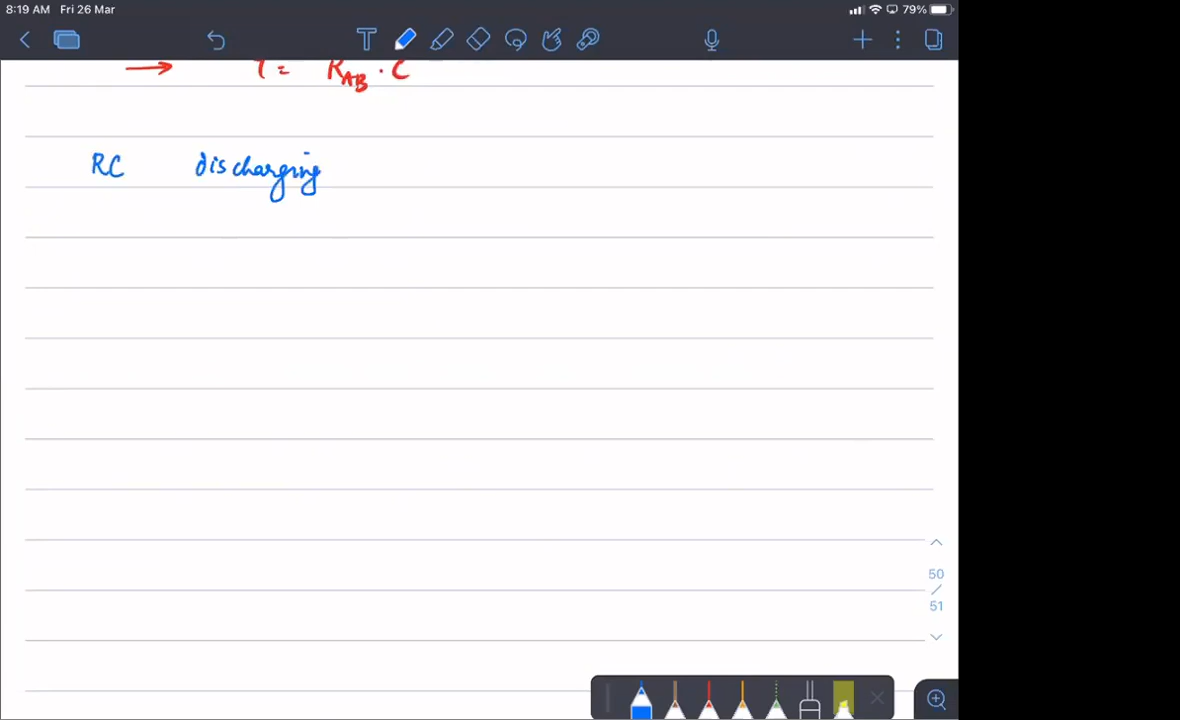 8:19 AM Fri 26 Mar
79%
τ = R_AB · C
RC discharging
50
/
51